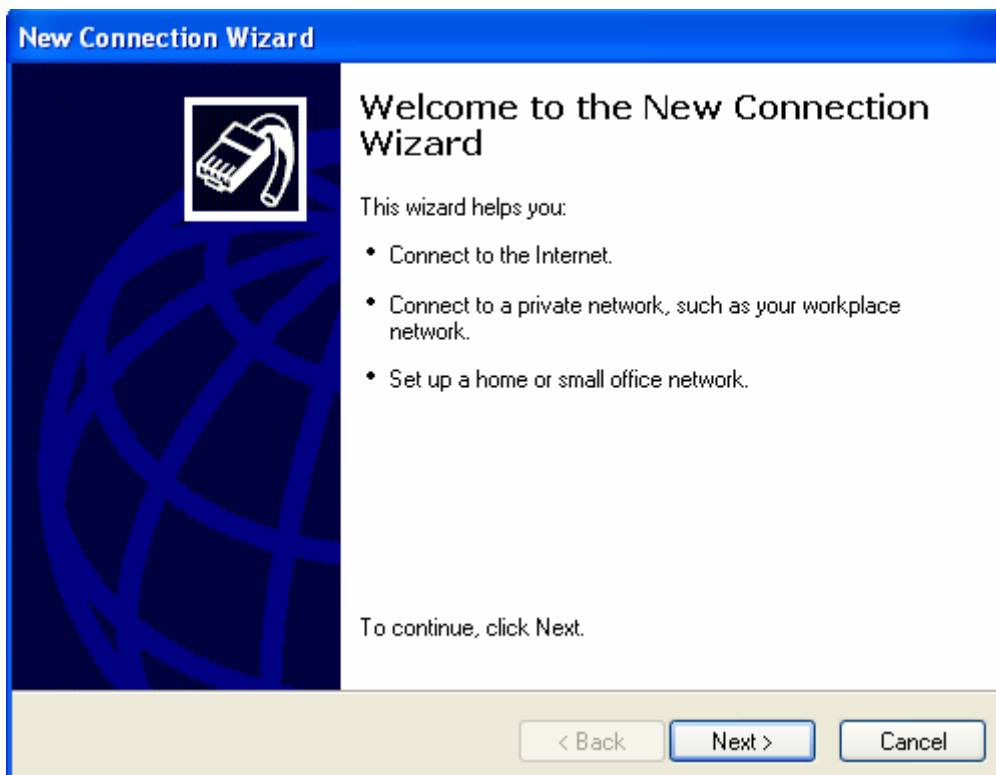 New Connection Wizard
Welcome to the New Connection
Wizard
This wizard helps you:
• Connect to the Internet.
• Connect to a private network, such as your workplace
network.
• Set up a home or small office network.
To continue, click Next.
< Back Next > Cancel